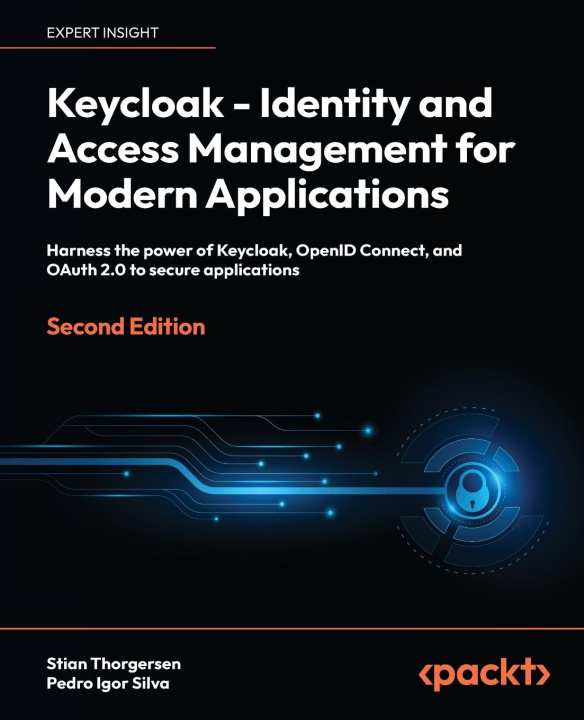 EXPERT INSIGHT
Keycloak - Identity and
Access Management for
Modern Applications
Harness the power of Keycloak, OpenID Connect, and
OAuth 2.0 to secure applications
Second Edition
Stian Thorgersen
Pedro Igor Silva
<packt>